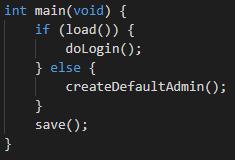 int main(void) {
    if (load()) {
        doLogin();
    } else {
        createDefaultAdmin();
    }
    save();
}